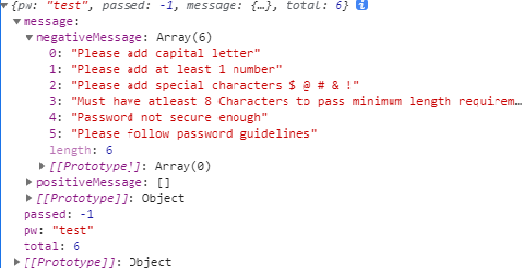 {pw: "test", passed: -1, message: {…}, total: 6} i
message:
negativeMessage: Array(6)
0: "Please add capital letter"
1: "Please add at least 1 number"
2: "Please add special characters $ @ # & !"
3: "Must have atleast 8 Characters to pass minimum length requirem…
4: "Password not secure enough"
5: "Please follow password guidelines"
length: 6
[[Prototype]]: Array(0)
positiveMessage: []
[[Prototype]]: Object
passed: -1
pw: "test"
total: 6
[[Prototype]]: Object